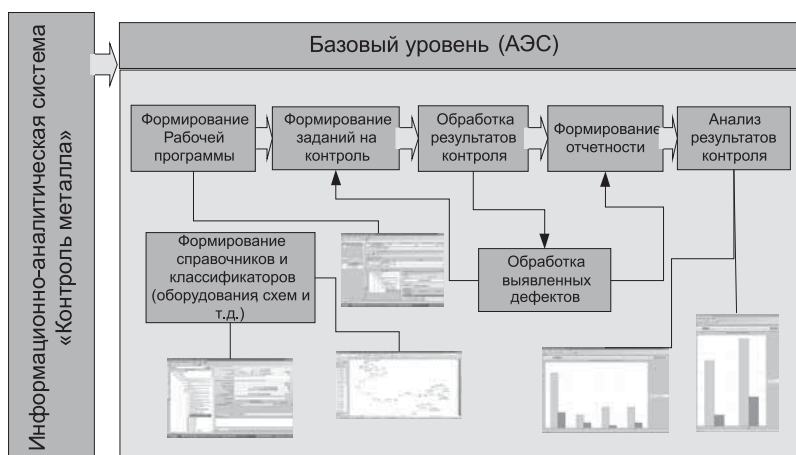 Информационно-аналитическая система
«Контроль металла»
Базовый уровень (АЭС)
Формирование
Рабочей
программы
Формирование
заданий на
контроль
Обработка
результатов
контроля
Формирование
отчетности
Анализ
результатов
контроля
Формирование
справочников и
классификаторов
(оборудования, схем и
т.д.)
Обработка
выявленных
дефектов